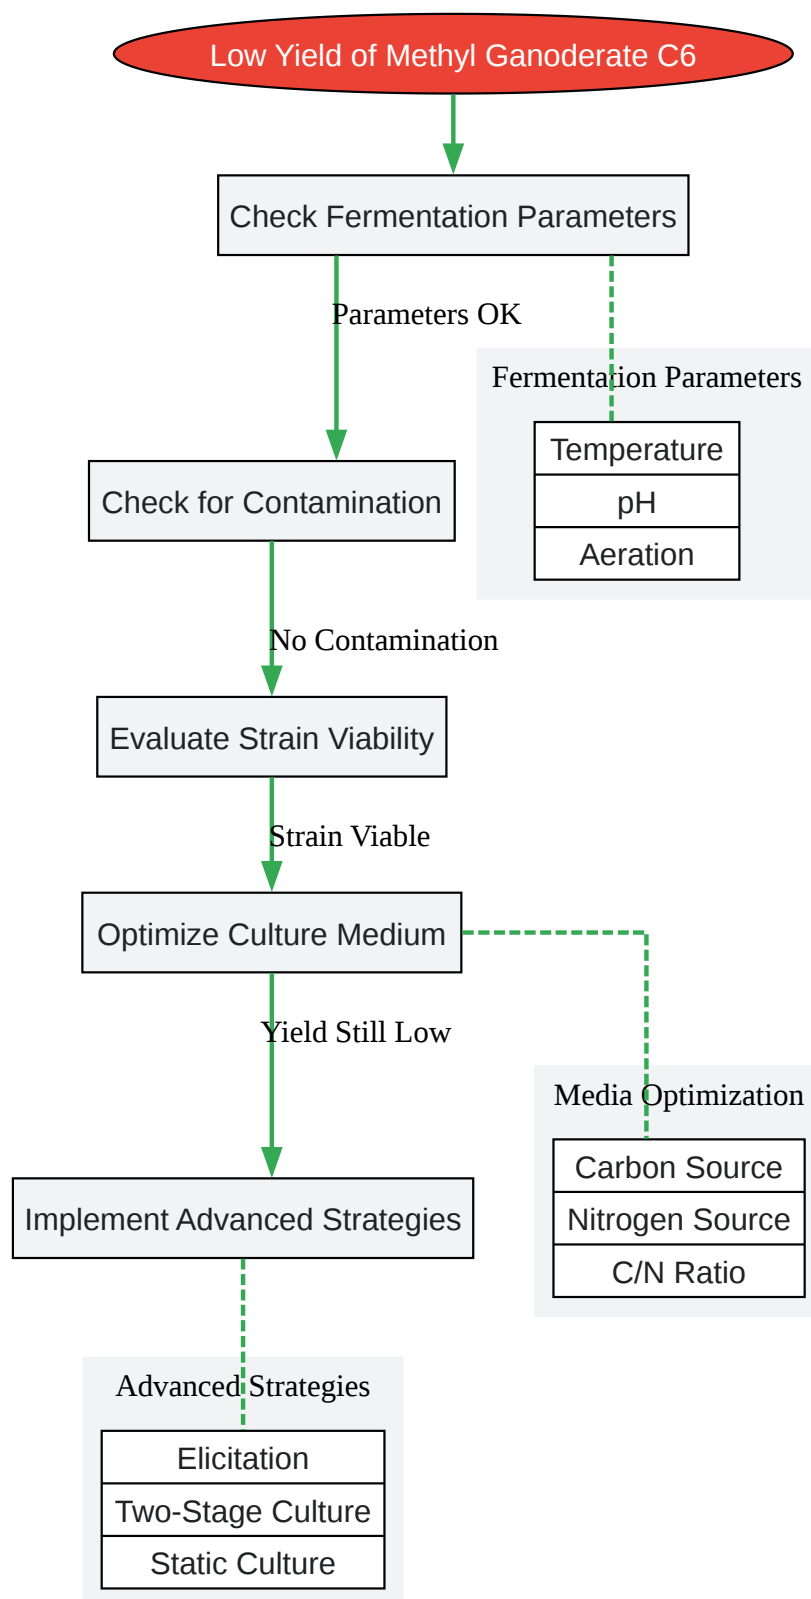 Low Yield of Methyl Ganoderate C6
Check Fermentation Parameters
Parameters OK
Fermentation Parameters
Temperature
pH
Aeration
Check for Contamination
No Contamination
Evaluate Strain Viability
Strain Viable
Optimize Culture Medium
Yield Still Low
Media Optimization
Carbon Source
Nitrogen Source
C/N Ratio
Implement Advanced Strategies
Advanced Strategies
Elicitation
Two-Stage Culture
Static Culture